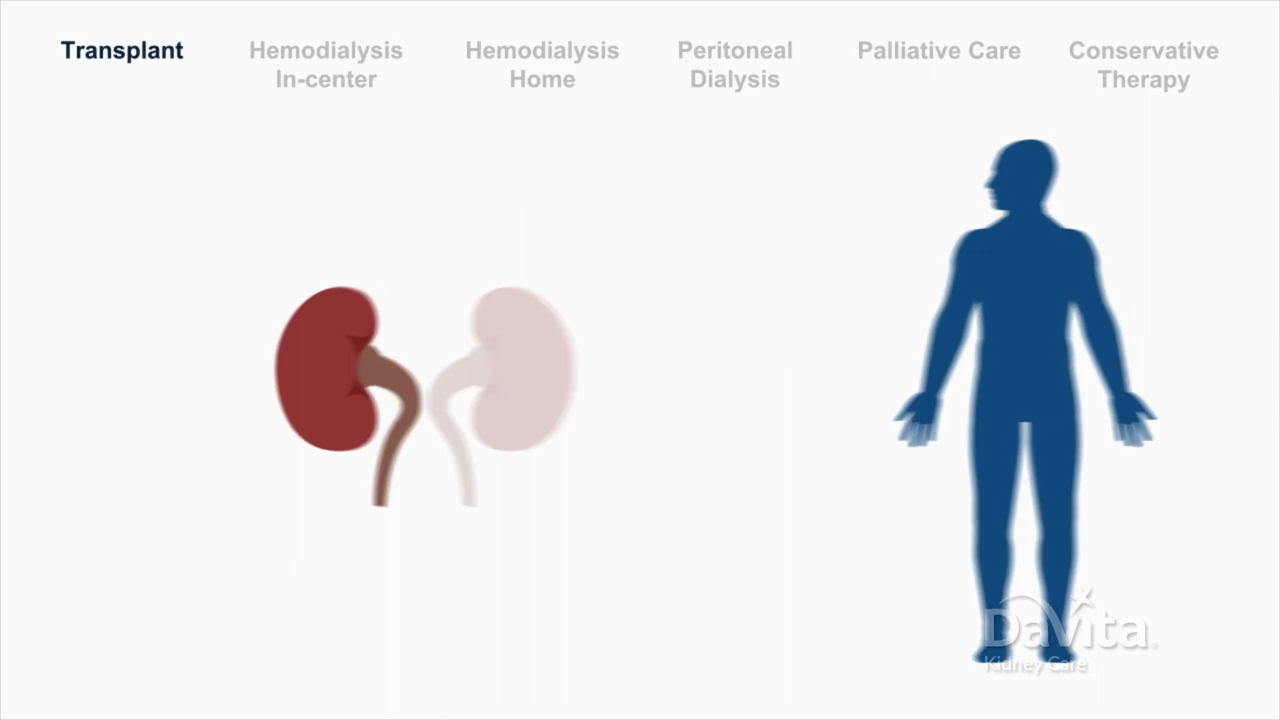 Transplant
Hemodialysis
In-center
Hemodialysis
Home
Peritoneal
Dialysis
Palliative Care
Conservative
Therapy
DaVita
Kidney Care